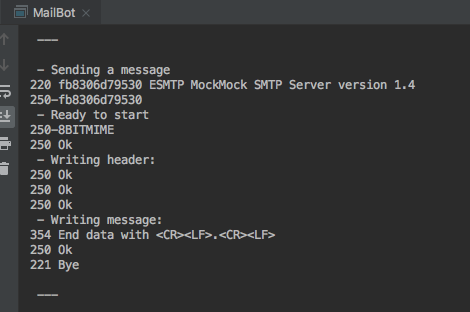 MailBot
---
- Sending a message
220 fb8306d79530 ESMTP MockMock SMTP Server version 1.4
250-fb8306d79530
- Ready to start
250-8BITMIME
250 Ok
- Writing header:
250 Ok
250 Ok
250 Ok
- Writing message:
354 End data with <CR><LF>.<CR><LF>
250 Ok
221 Bye
---